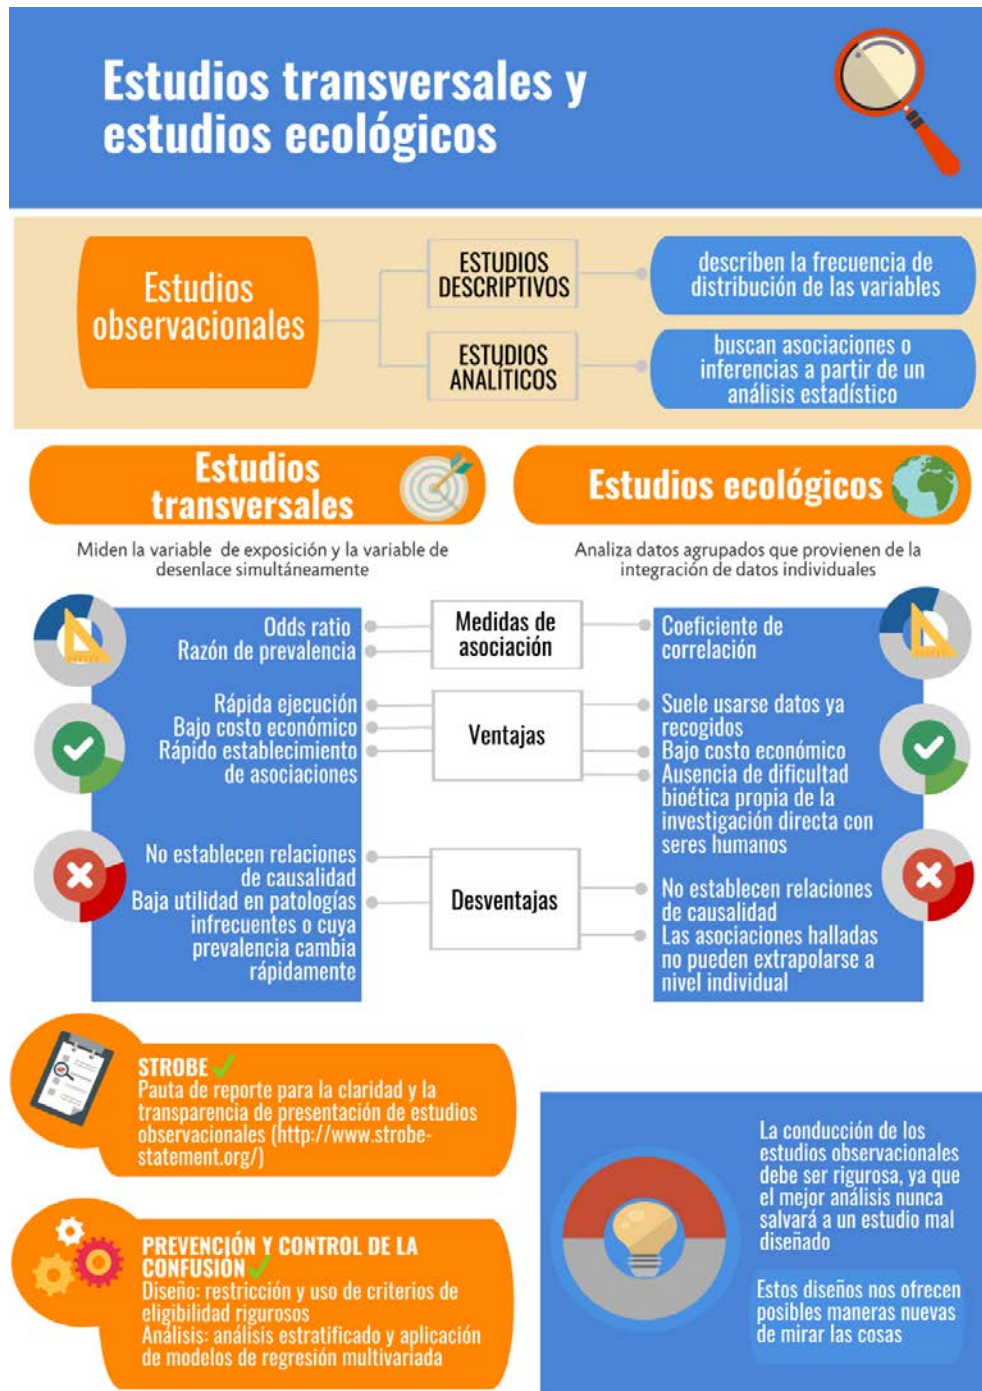 Estudios transversales y
estudios ecológicos
Estudios
observacionales
ESTUDIOS
DESCRIPTIVOS
describen la frecuencia de
distribución de las variables
ESTUDIOS
ANALÍTICOS
buscan asociaciones o
inferencias a partir de un
análisis estadístico
Estudios
transversales
Miden la variable de exposición y la variable de
desenlace simultáneamente
Estudios ecológicos
Analiza datos agrupados que provienen de la
integración de datos individuales
Medidas de
asociación
Odds ratio
Razón de prevalencia
Coeficiente de
correlación
Ventajas
Rápida ejecución
Bajo costo económico
Rápido establecimiento
de asociaciones
Suele usarse datos ya
recogidos
Bajo costo económico
Ausencia de dificultad
bioética propia de la
investigación directa con
seres humanos
Desventajas
No establecen relaciones
de causalidad
Baja utilidad en patologías
infrecuentes o cuya
prevalencia cambia
rápidamente
No establecen relaciones
de causalidad
Las asociaciones halladas
no pueden extrapolarse a
nivel individual
STROBE
Pauta de reporte para la claridad y la
transparencia de presentación de estudios
observacionales (http://www.strobe-
statement.org/)
PREVENCIÓN Y CONTROL DE LA
CONFUSIÓN
Diseño: restricción y uso de criterios de
eligibilidad rigurosos
Análisis: análisis estratificado y aplicación
de modelos de regresión multivariada
La conducción de los
estudios observacionales
debe ser rigurosa, ya que
el mejor análisis nunca
salvará a un estudio mal
diseñado
Estos diseños nos ofrecen
posibles maneras nuevas
de mirar las cosas